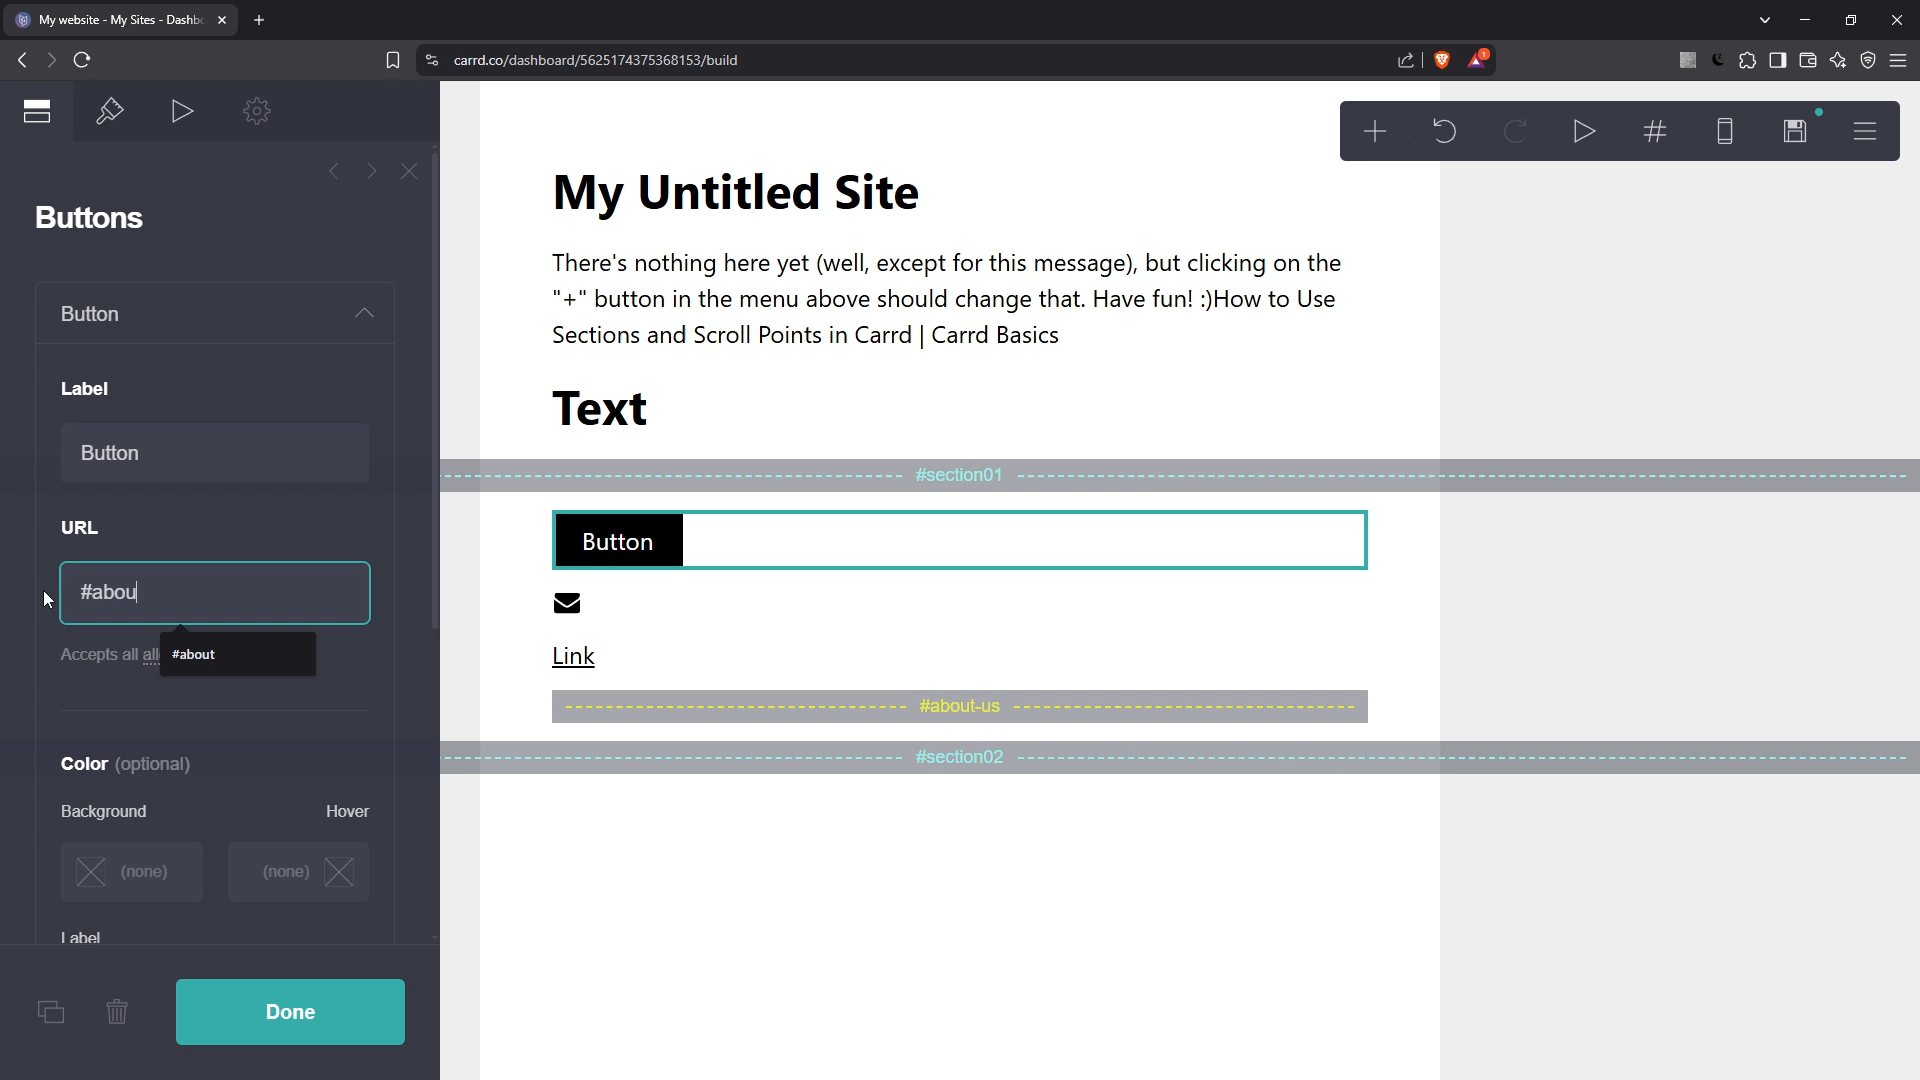 My website - My Sites - Dashbo
carrd.co/dashboard/5625174375368153/build
1
Buttons
Button
Label
Button
URL
#abou
Accepts all all
#about
Color (optional)
Background
Hover
(none)
(none)
Label
Done
My Untitled Site
There's nothing here yet (well, except for this message), but clicking on the
"+" button in the menu above should change that. Have fun! :)How to Use
Sections and Scroll Points in Carrd | Carrd Basics
Text
#section01
Button
Link
#about-us
#section02